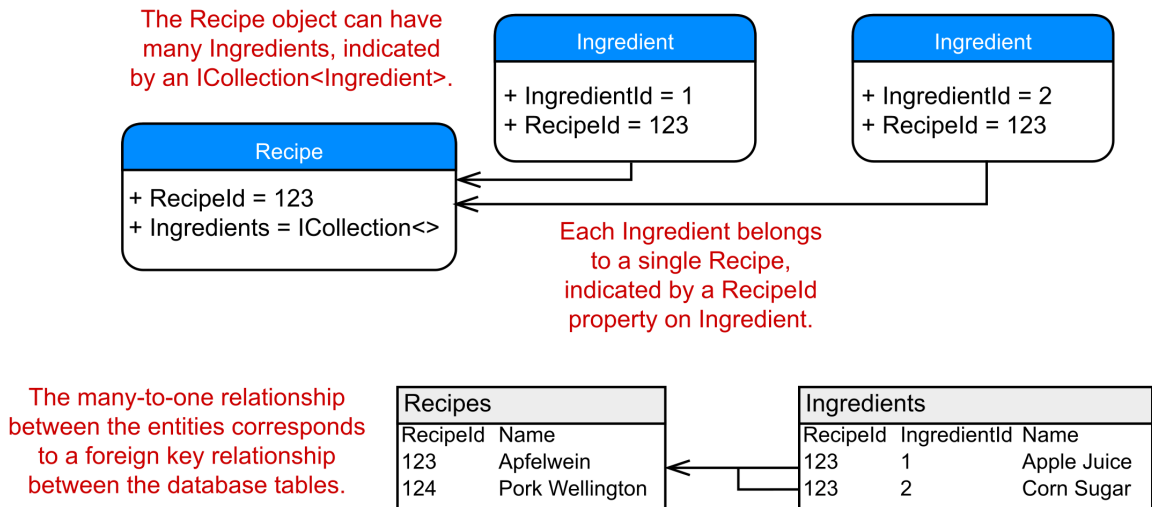 The Recipe object can have
many Ingredients, indicated
by an ICollection<Ingredient>.
Ingredient
+ IngredientId = 1
+ RecipeId = 123
Ingredient
+ IngredientId = 2
+ RecipeId = 123
Recipe
+ RecipeId = 123
+ Ingredients = ICollection<>
Each Ingredient belongs
to a single Recipe,
indicated by a RecipeId
property on Ingredient.
The many-to-one relationship
between the entities corresponds
to a foreign key relationship
between the database tables.
Recipes
RecipeId Name
123 Apfelwein
124 Pork Wellington
Ingredients
RecipeId IngredientId Name
123 1 Apple Juice
123 2 Corn Sugar